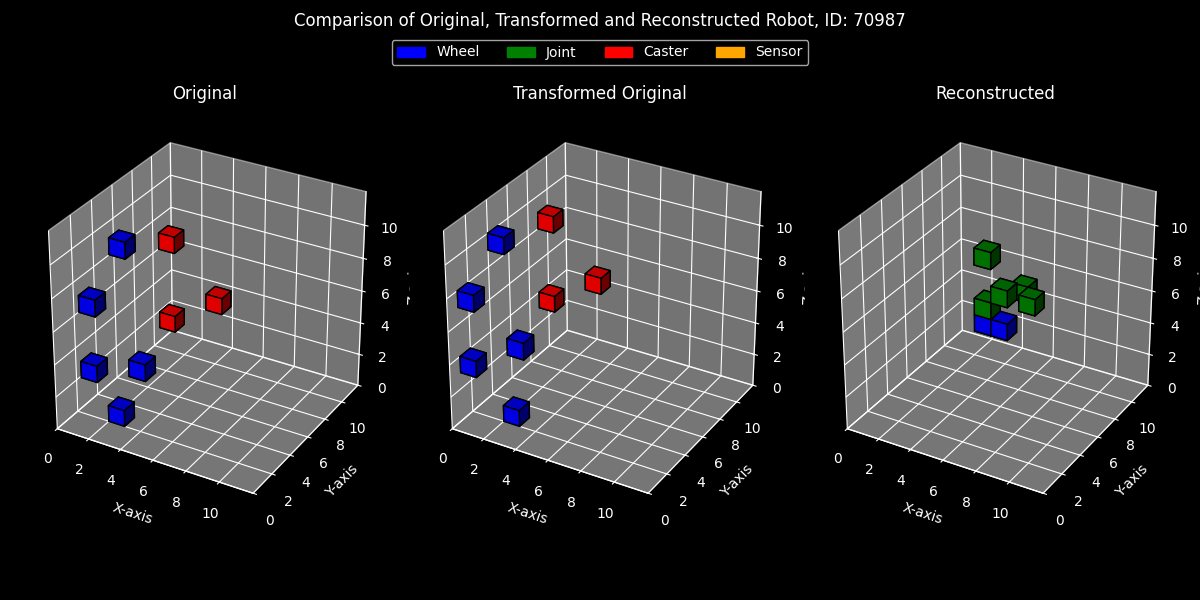 Comparison of Original, Transformed and Reconstructed Robot, ID: 70987
Wheel Joint Caster Sensor
Original Transformed Original Reconstructed
0 2 4 6 8 10
X-axis
0 2 4 6 8 10
Y-axis
0 2 4 6 8 10
0 2 4 6 8 10
X-axis
0 2 4 6 8 10
Y-axis
0 2 4 6 8 10
0 2 4 6 8 10
X-axis
0 2 4 6 8 10
Y-axis
0 2 4 6 8 10